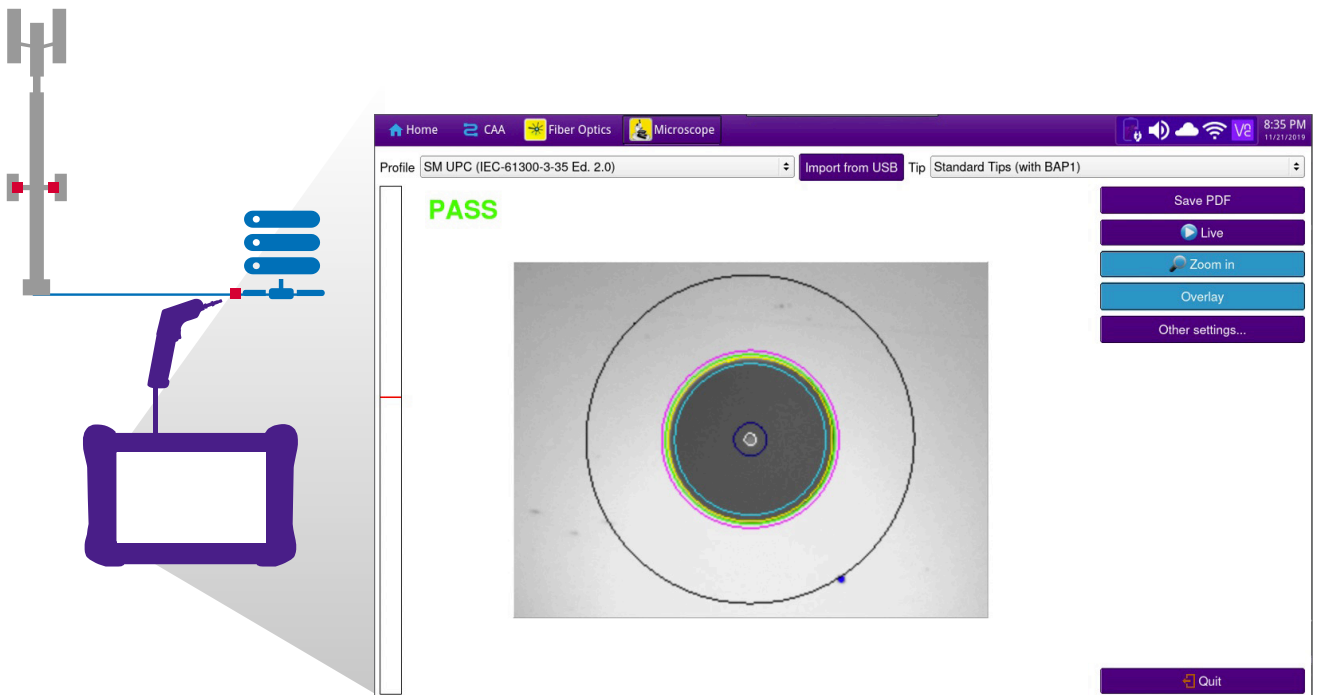 Home CAA Fiber Optics Microscope 8:35 PM
11/21/2019
Profile SM UPC (IEC-61300-3-35 Ed. 2.0) Import from USB Tip Standard Tips (with BAP1)
PASS
Save PDF
Live
Zoom in
Overlay
Other settings...
Quit